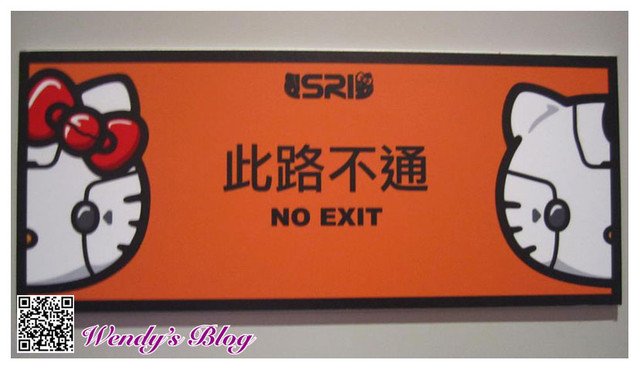 SRI
此路不通
NO EXIT
Wendy's Blog